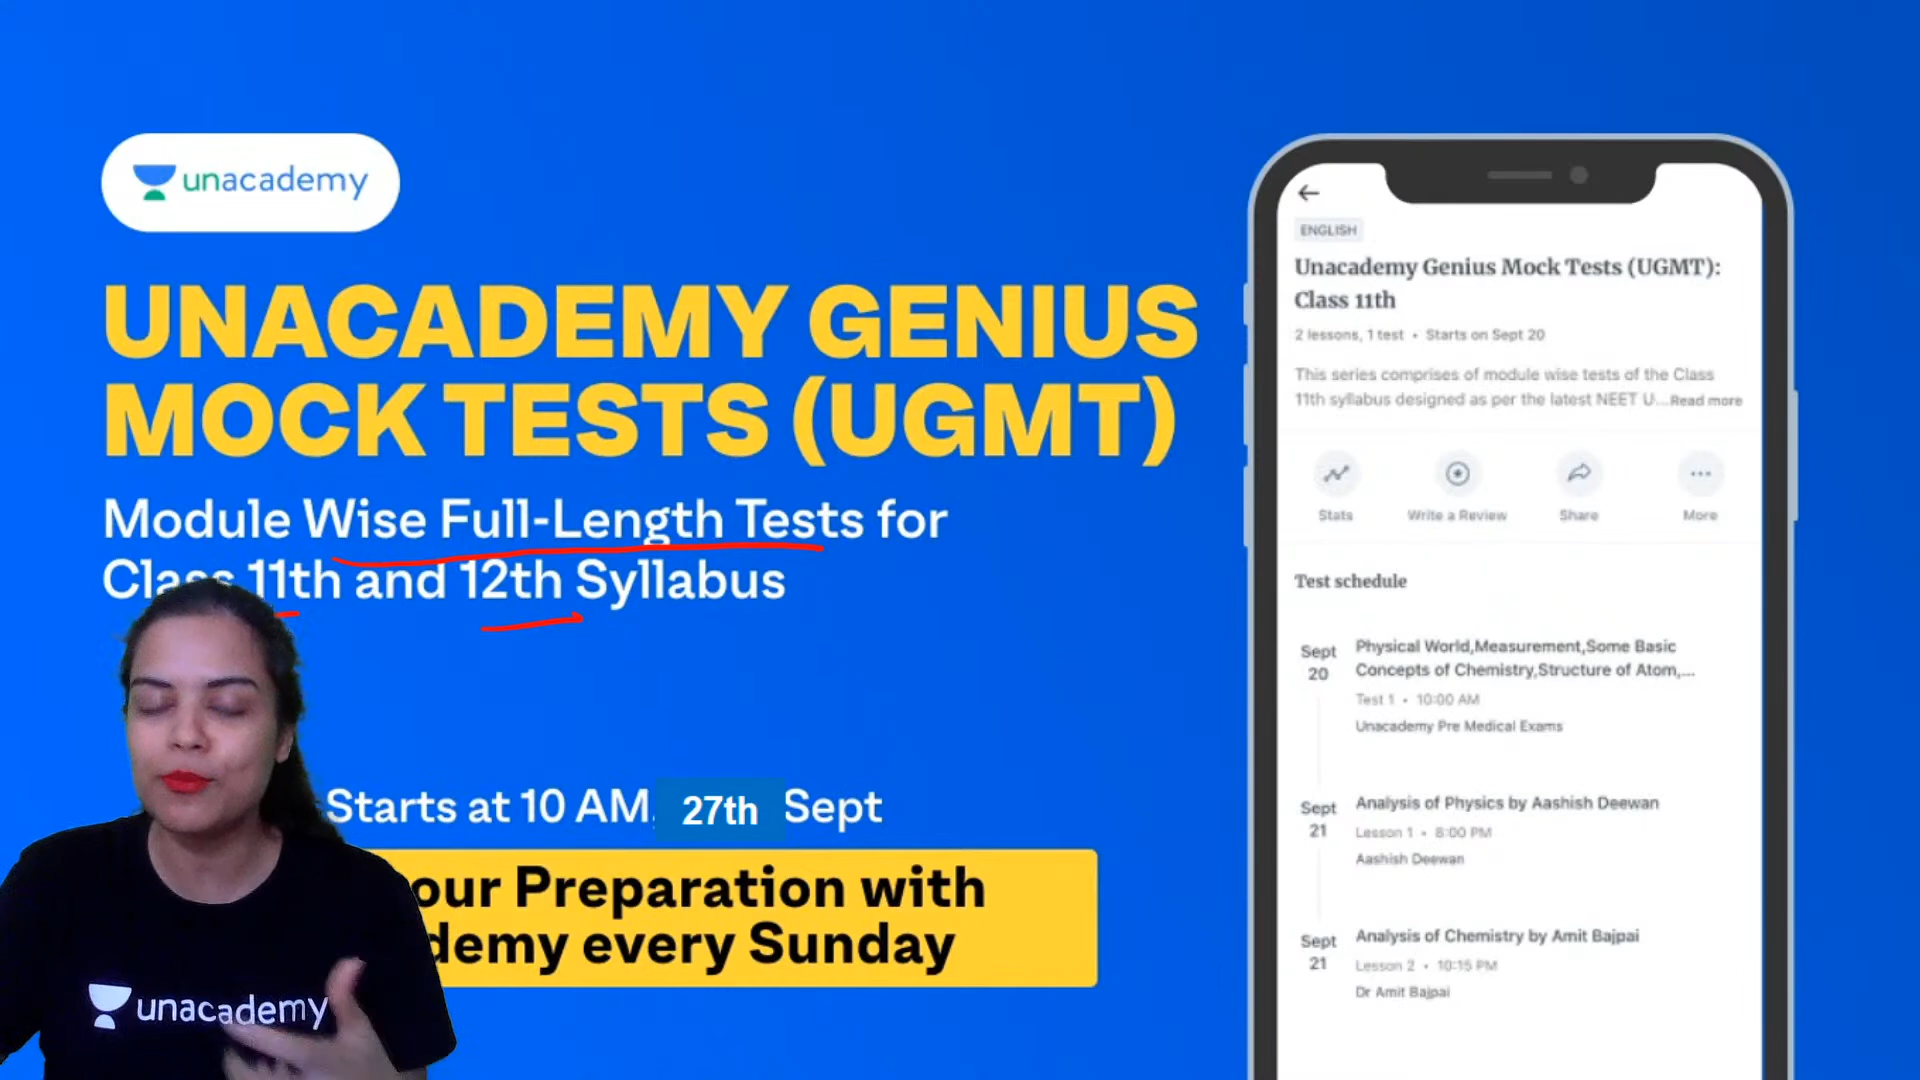 unacademy
UNACADEMY GENIUS
MOCK TESTS (UGMT)
Module Wise Full-Length Tests for
Class 11th and 12th Syllabus
Starts at 10 AM, 27th Sept
our Preparation with
demy every Sunday
unacademy
ENGLISH
Unacademy Genius Mock Tests (UGMT):
Class 11th
2 lessons, 1 test • Starts on Sept 20
This series comprises of module wise tests of the Class
11th syllabus designed as per the latest NEET U...Read more
Stats
Write a Review
Share
More
Test schedule
Sept
20
Physical World,Measurement,Some Basic
Concepts of Chemistry,Structure of Atom,...
Test 1 • 10:00 AM
Unacademy Pre Medical Exams
Sept
21
Analysis of Physics by Aashish Deewan
Lesson 1 • 8:00 PM
Aashish Deewan
Sept
21
Analysis of Chemistry by Amit Bajpai
Lesson 2 • 10:15 PM
Dr Amit Bajpai